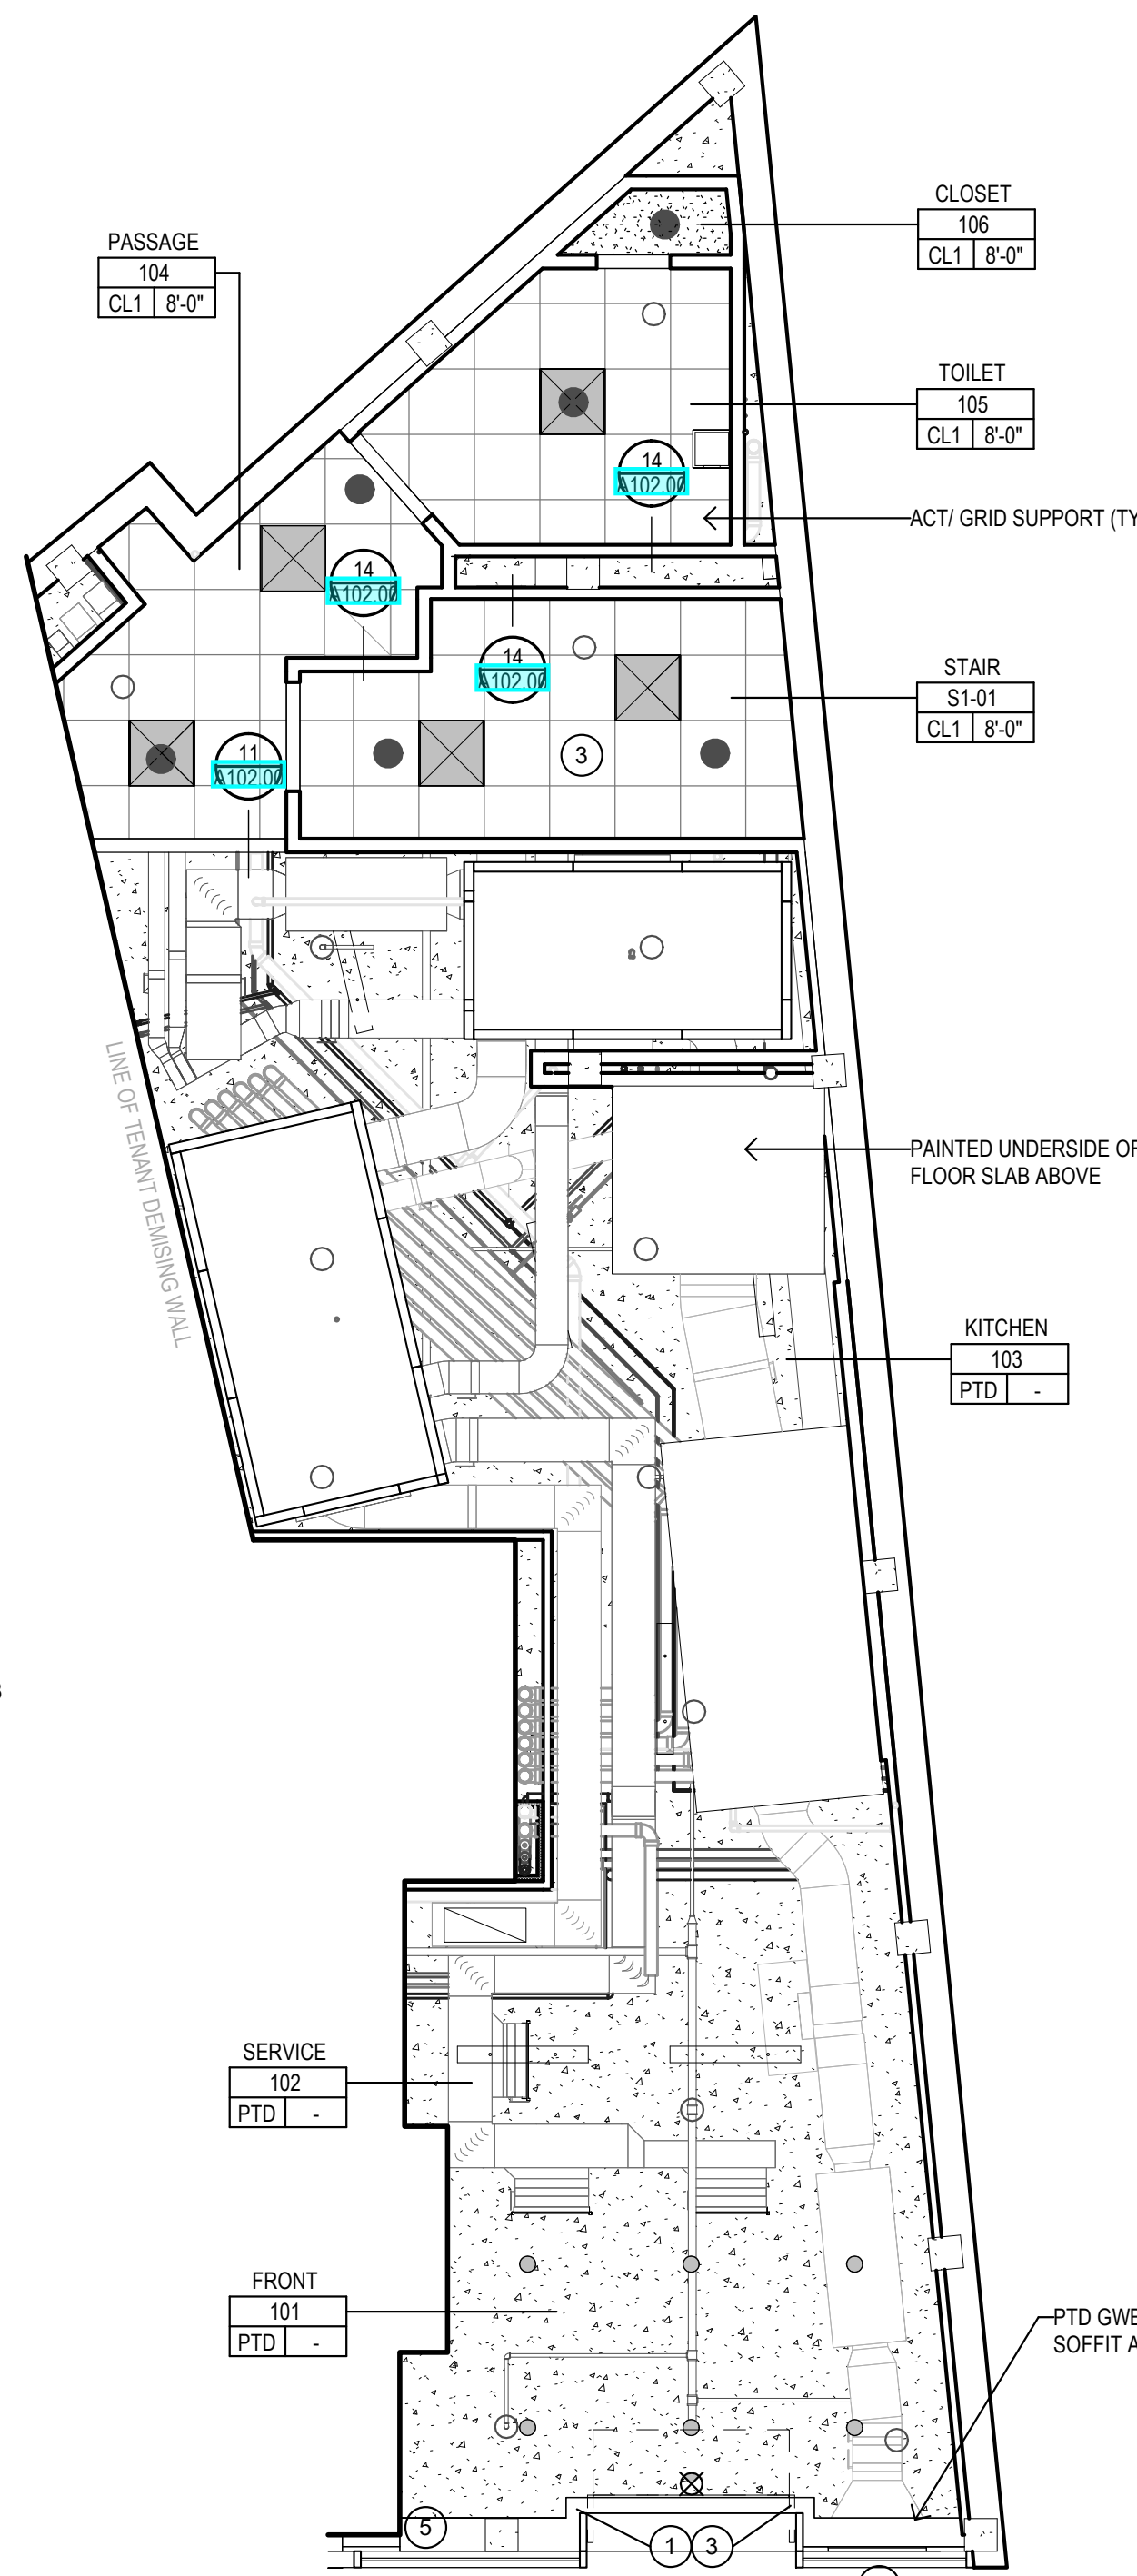 CLOSET
106
CL1 8'-0"
PASSAGE
104
CL1 8'-0"
TOILET
105
CL1 8'-0"
14
A102.00
ACT/ GRID SUPPORT (TY
14
A102.00
14
A102.00
STAIR
S1-01
CL1 8'-0"
11
A102.00
3
LINE OF TENANT DEMISING WALL
PAINTED UNDERSIDE OF
FLOOR SLAB ABOVE
KITCHEN
103
PTD -
SERVICE
102
PTD -
FRONT
101
PTD -
PTD GWB
SOFFIT A
5
1 3